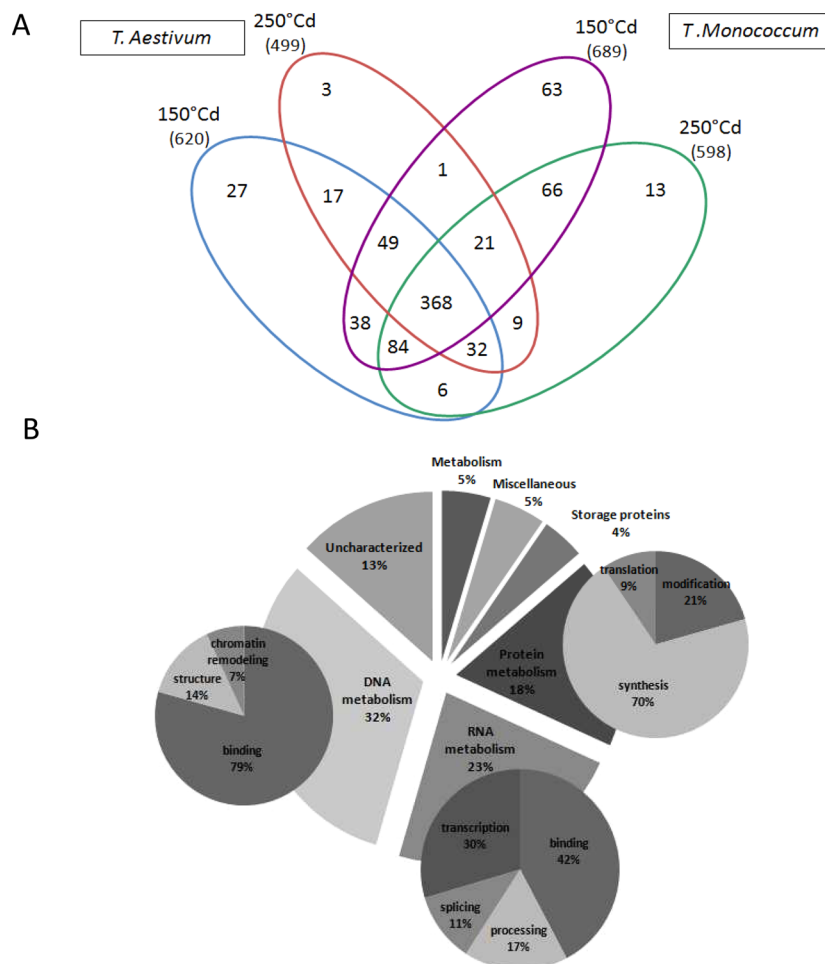 A
T. Aestivum
250°Cd
(499)
150°Cd
(689)
T .Monococcum
150°Cd
(620)
250°Cd
(598)
3
63
27
17
1
66
13
49
21
368
38
9
84
32
6
B
Metabolism
5%
Miscellaneous
5%
Storage proteins
4%
Uncharacterized
13%
translation
9%
modification
21%
synthesis
70%
Protein
metabolism
18%
chromatin
remodeling
7%
structure
14%
binding
79%
DNA
metabolism
32%
RNA
metabolism
23%
transcription
30%
binding
42%
splicing
11%
processing
17%